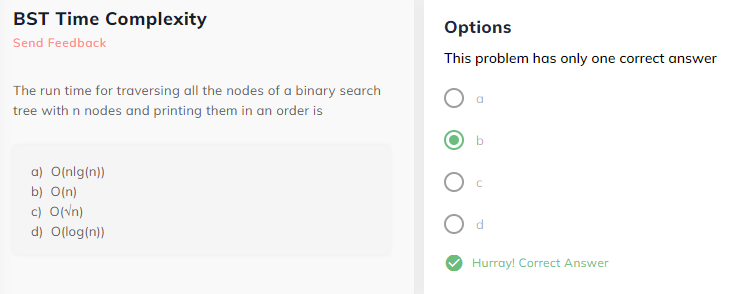 BST Time Complexity
Send Feedback
The run time for traversing all the nodes of a binary search
tree with n nodes and printing them in an order is
a) O(nlg(n))
b) O(n)
c) O(√n)
d) O(log(n))
Options
This problem has only one correct answer
a
b
c
d
Hurray! Correct Answer